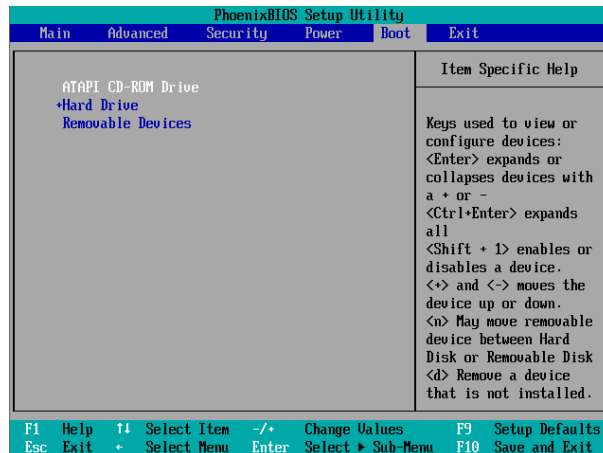 PhoenixBIOS Setup Utility
Main Advanced Security Power Boot Exit
Item Specific Help
ATAPI CD-ROM Drive
+Hard Drive
Removable Devices
Keys used to view or
configure devices:
<Enter> expands or
collapses devices with
a + or -
<Ctrl+Enter> expands
all
<Shift + 1> enables or
disables a device.
<+> and <-> moves the
device up or down.
<n> May move removable
device between Hard
Disk or Removable Disk
<d> Remove a device
that is not installed.
F1 Help ↑↓ Select Item -/+ Change Values F9 Setup Defaults
Esc Exit ← Select Menu Enter Select ▶ Sub-Menu F10 Save and Exit